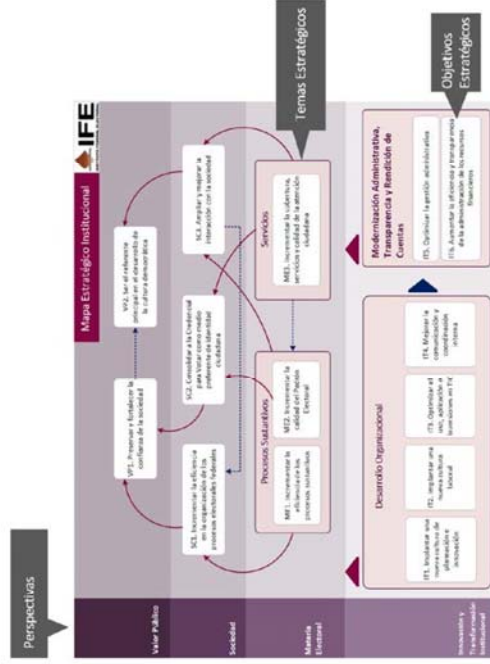 Perspectivas
Mapa Estratégico Institucional
IFE
Valor Público
VP1. Preservar y fortalecer la
confianza de la sociedad
VP2. Ser el referente
principal en el desarrollo de
la cultura democrática
Sociedad
SC1. Incrementar la eficiencia
en la organización de los
procesos electorales federales
SC2. Consolidar a la Credencial
para Votar como medio
preferente de identidad
ciudadana
SC3. Ampliar y mejorar la
interacción con la sociedad
Materia
Electoral
Procesos Sustantivos
ME1. Incrementar la
eficiencia de los
procesos sustantivos
ME2. Incrementar la
calidad del Padrón
Electoral
Servicios
ME3. Incrementar la cobertura,
servicios y calidad de la atención
ciudadana
Temas Estratégicos
Innovación y
Transformación
Institucional
Desarrollo Organizacional
IT1. Implantar una
nueva cultura de
planeación e
innovación
IT2. Implantar una
nueva cultura
laboral
IT3. Optimizar el
uso, aplicación e
inversiones en TIC
IT4. Mejorar la
comunicación y
coordinación
interna
Modernización Administrativa,
Transparencia y Rendición de
Cuentas
IT5. Optimizar la gestión administrativa
IT6. Aumentar la eficiencia y transparencia
de la administración de los recursos
financieros
Objetivos
Estratégicos